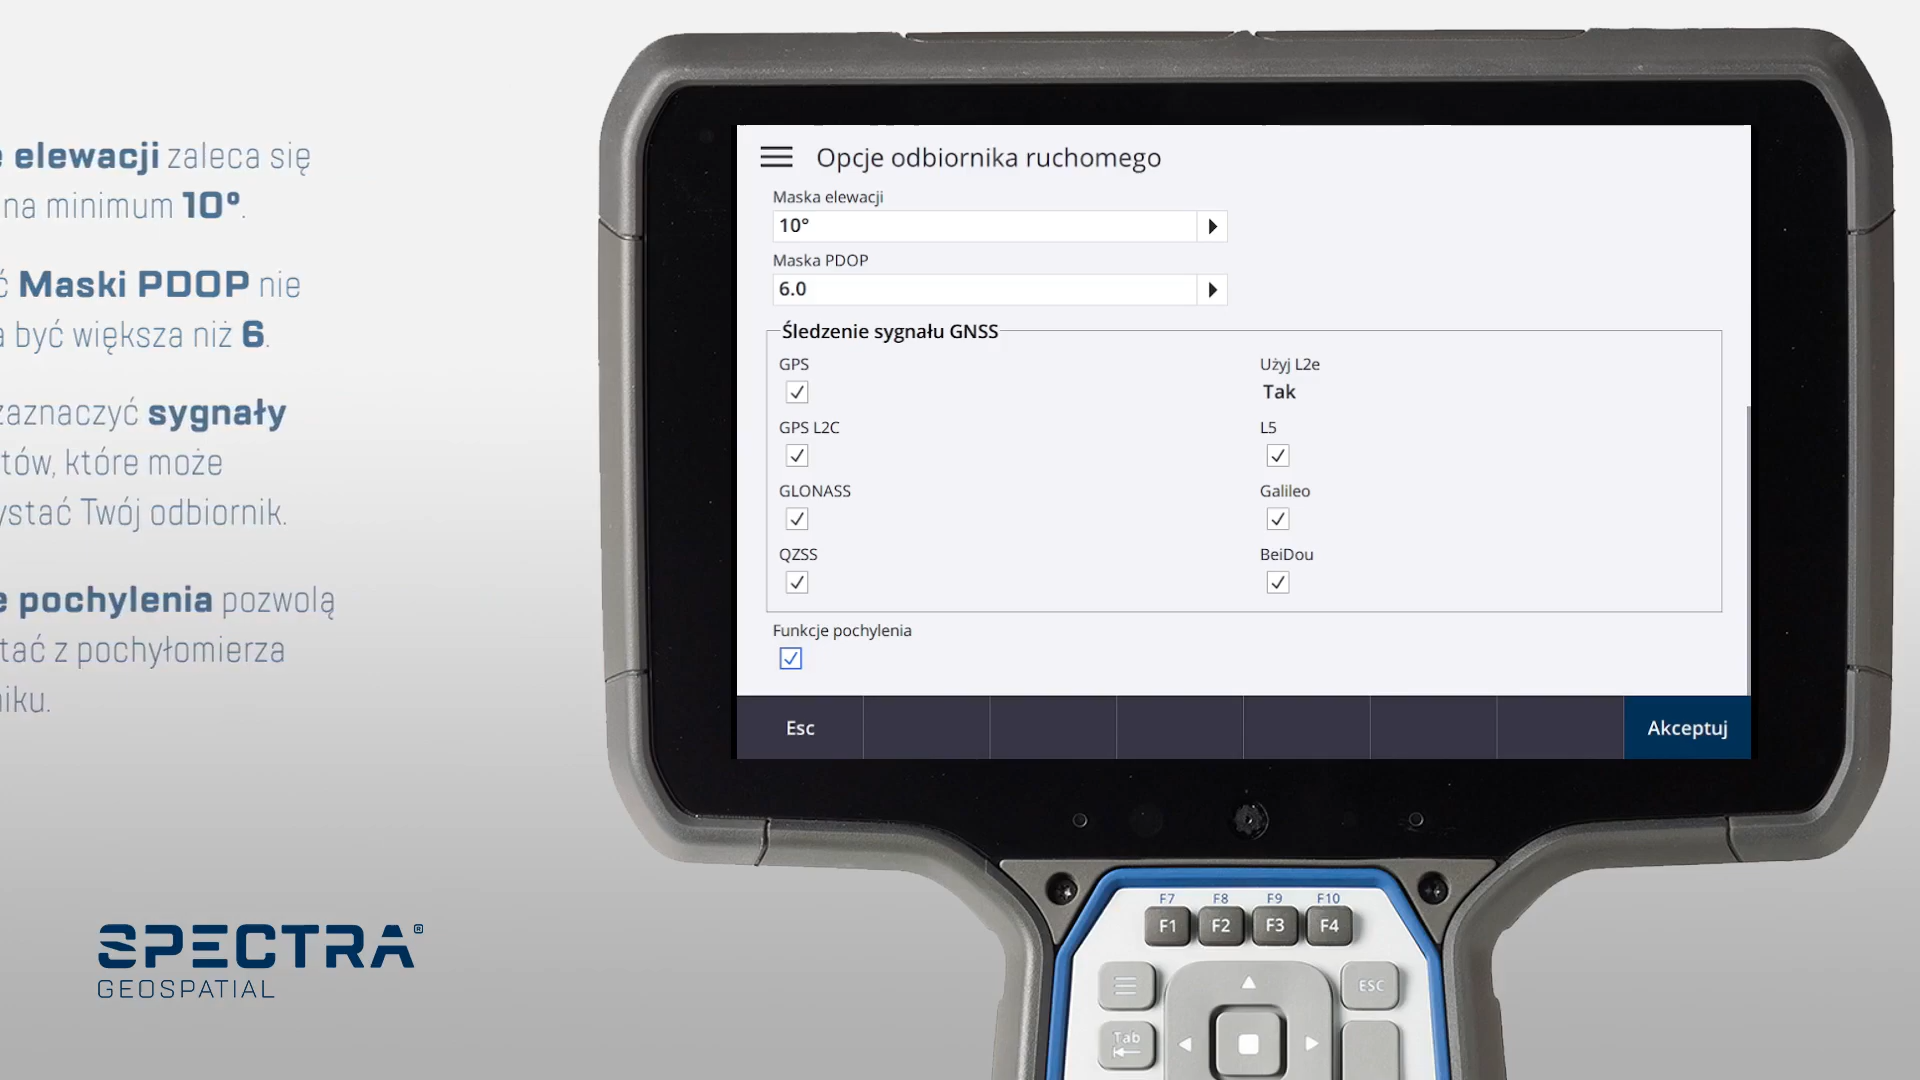 elewacji zaleca się
na minimum 10°.
Maski PDOP nie
być większa niż 6.
zaznaczyć sygnały
tów, które może
ystać Twój odbiornik.
pochylenia pozwolą
tać z pochyłomierza
iku.
SPECTRA®
GEOSPATIAL
Opcje odbiornika ruchomego
Maska elewacji
10°
Maska PDOP
6.0
Śledzenie sygnału GNSS
GPS
Użyj L2e
Tak
GPS L2C
L5
GLONASS
Galileo
QZSS
BeiDou
Funkcje pochylenia
Esc
Akceptuj
F7 F8 F9 F10
F1 F2 F3 F4
ESC
Tab